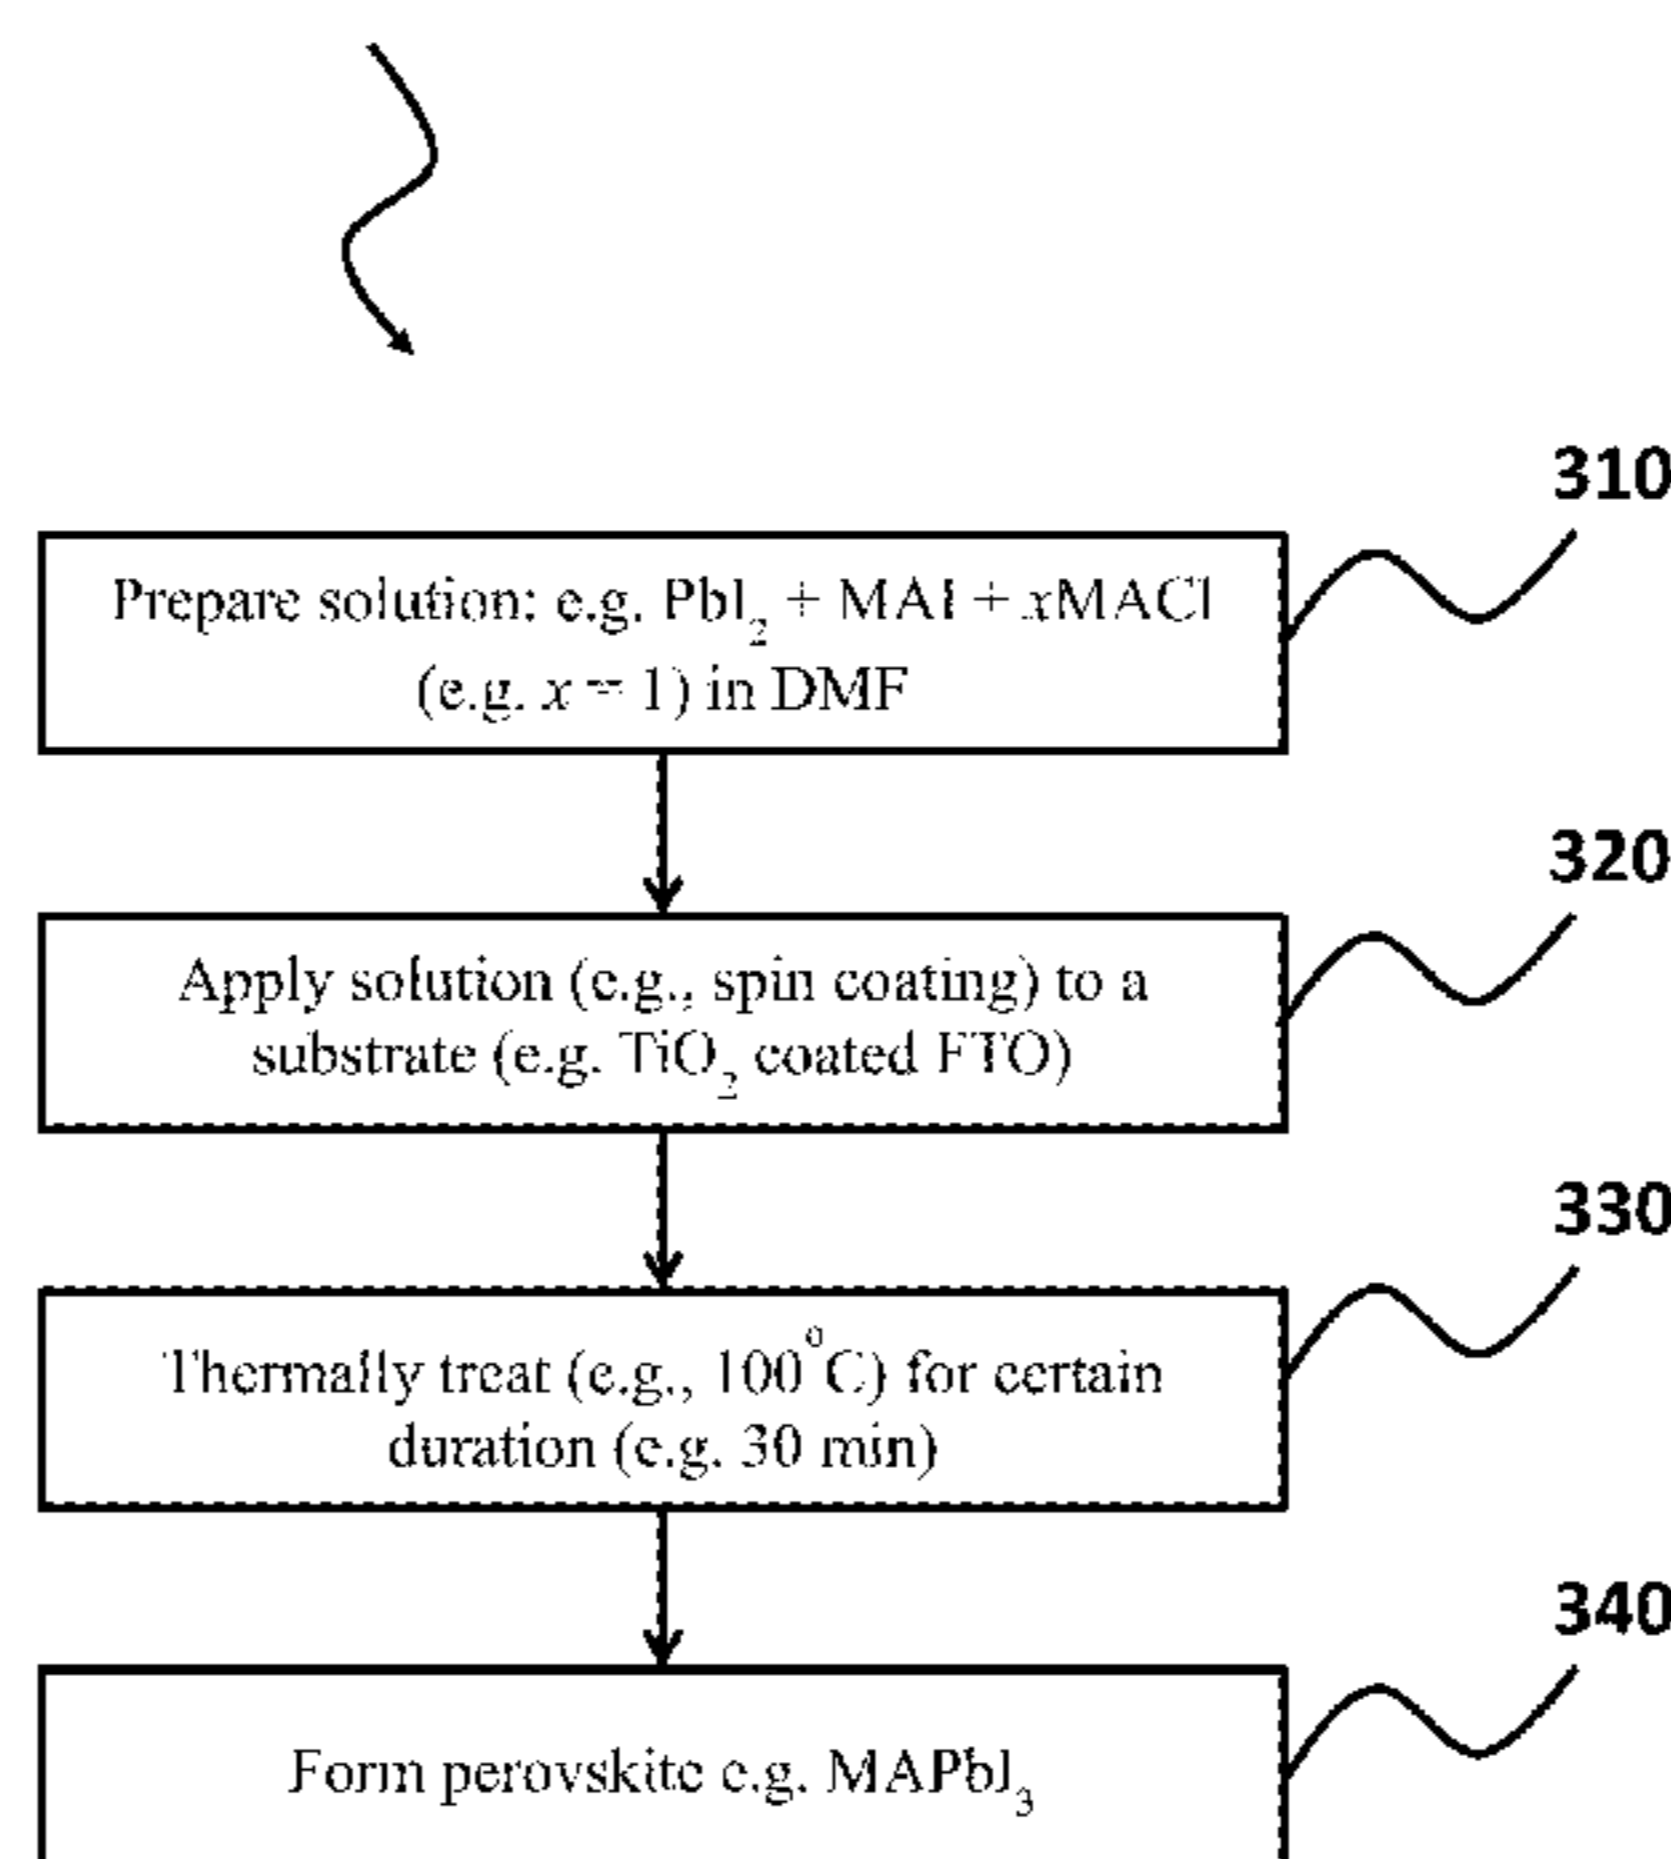 310
Prepare solution: e.g. PbI₂ + MAI + xMACl
(e.g. x = 1) in DMF
320
Apply solution (e.g., spin coating) to a
substrate (e.g. TiO₂ coated FTO)
330
Thermally treat (e.g., 100°C) for certain
duration (e.g. 30 min)
340
Form perovskite e.g. MAPbI₃